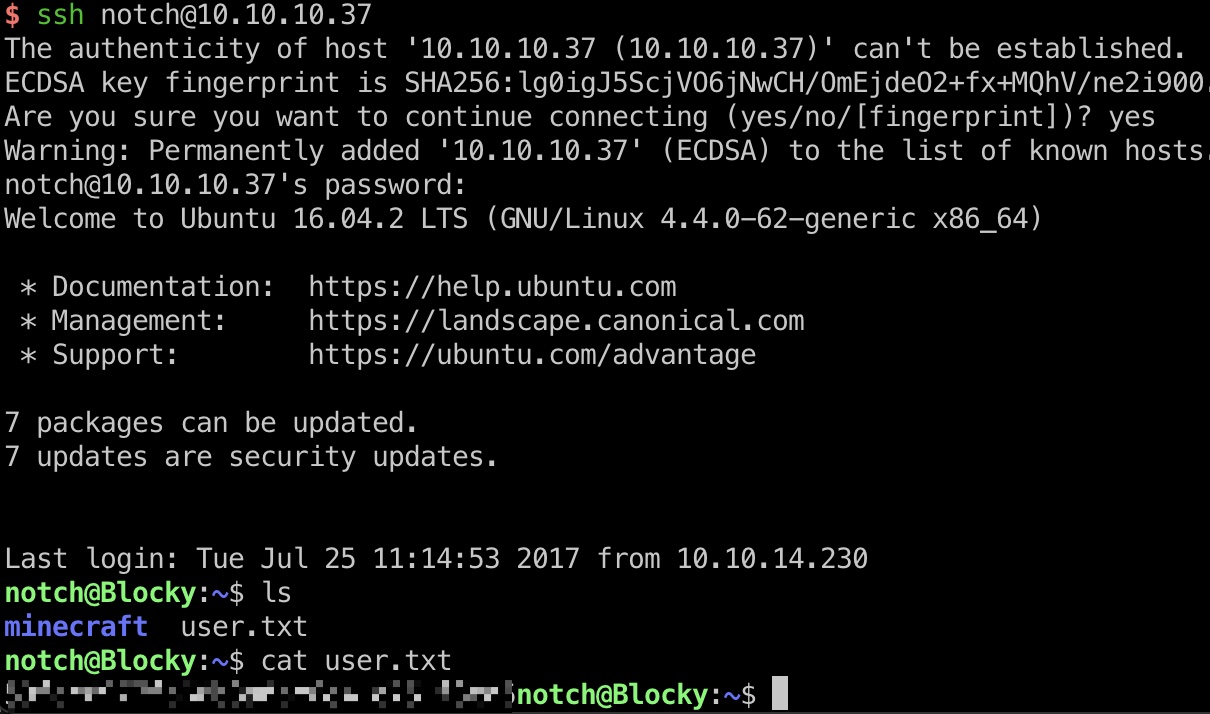 $ ssh notch@10.10.10.37
The authenticity of host '10.10.10.37 (10.10.10.37)' can't be established.
ECDSA key fingerprint is SHA256:lg0igJ5ScjVO6jNwCH/OmEjdeO2+fx+MQhV/ne2i900.
Are you sure you want to continue connecting (yes/no/[fingerprint])? yes
Warning: Permanently added '10.10.10.37' (ECDSA) to the list of known hosts.
notch@10.10.10.37's password:
Welcome to Ubuntu 16.04.2 LTS (GNU/Linux 4.4.0-62-generic x86_64)
* Documentation:  https://help.ubuntu.com
* Management:     https://landscape.canonical.com
* Support:        https://ubuntu.com/advantage
7 packages can be updated.
7 updates are security updates.
Last login: Tue Jul 25 11:14:53 2017 from 10.10.14.230
notch@Blocky:~$ ls
minecraft  user.txt
notch@Blocky:~$ cat user.txt
notch@Blocky:~$